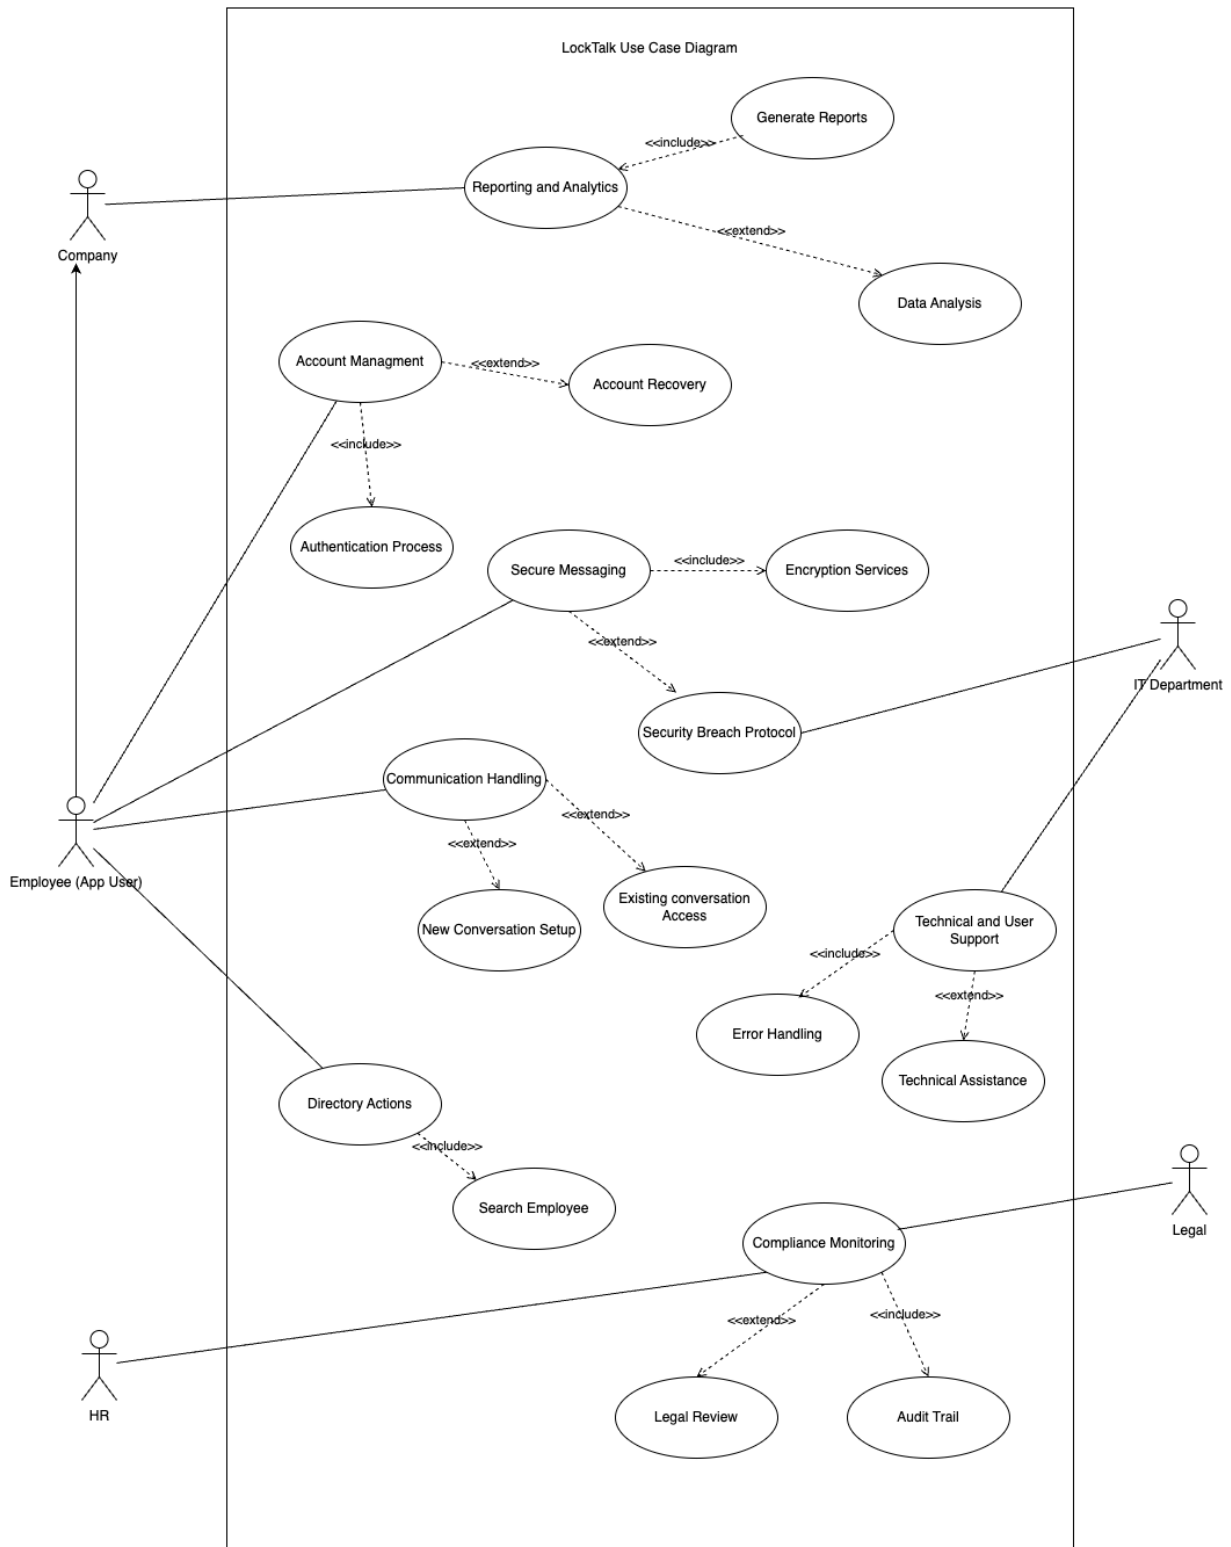 LockTalk Use Case Diagram
Generate Reports
<<include>>
Reporting and Analytics
<<extend>>
Company
Data Analysis
Account Managment
<<extend>>
Account Recovery
<<include>>
Authentication Process
Secure Messaging
<<include>>
Encryption Services
<<extend>>
IT Department
Security Breach Protocol
Communication Handling
<<extend>>
<<extend>>
Employee (App User)
New Conversation Setup
Existing conversation
Access
Technical and User
Support
<<include>>
<<extend>>
Error Handling
Technical Assistance
Directory Actions
<<include>>
Search Employee
Legal
Compliance Monitoring
<<extend>>
<<include>>
HR
Legal Review
Audit Trail